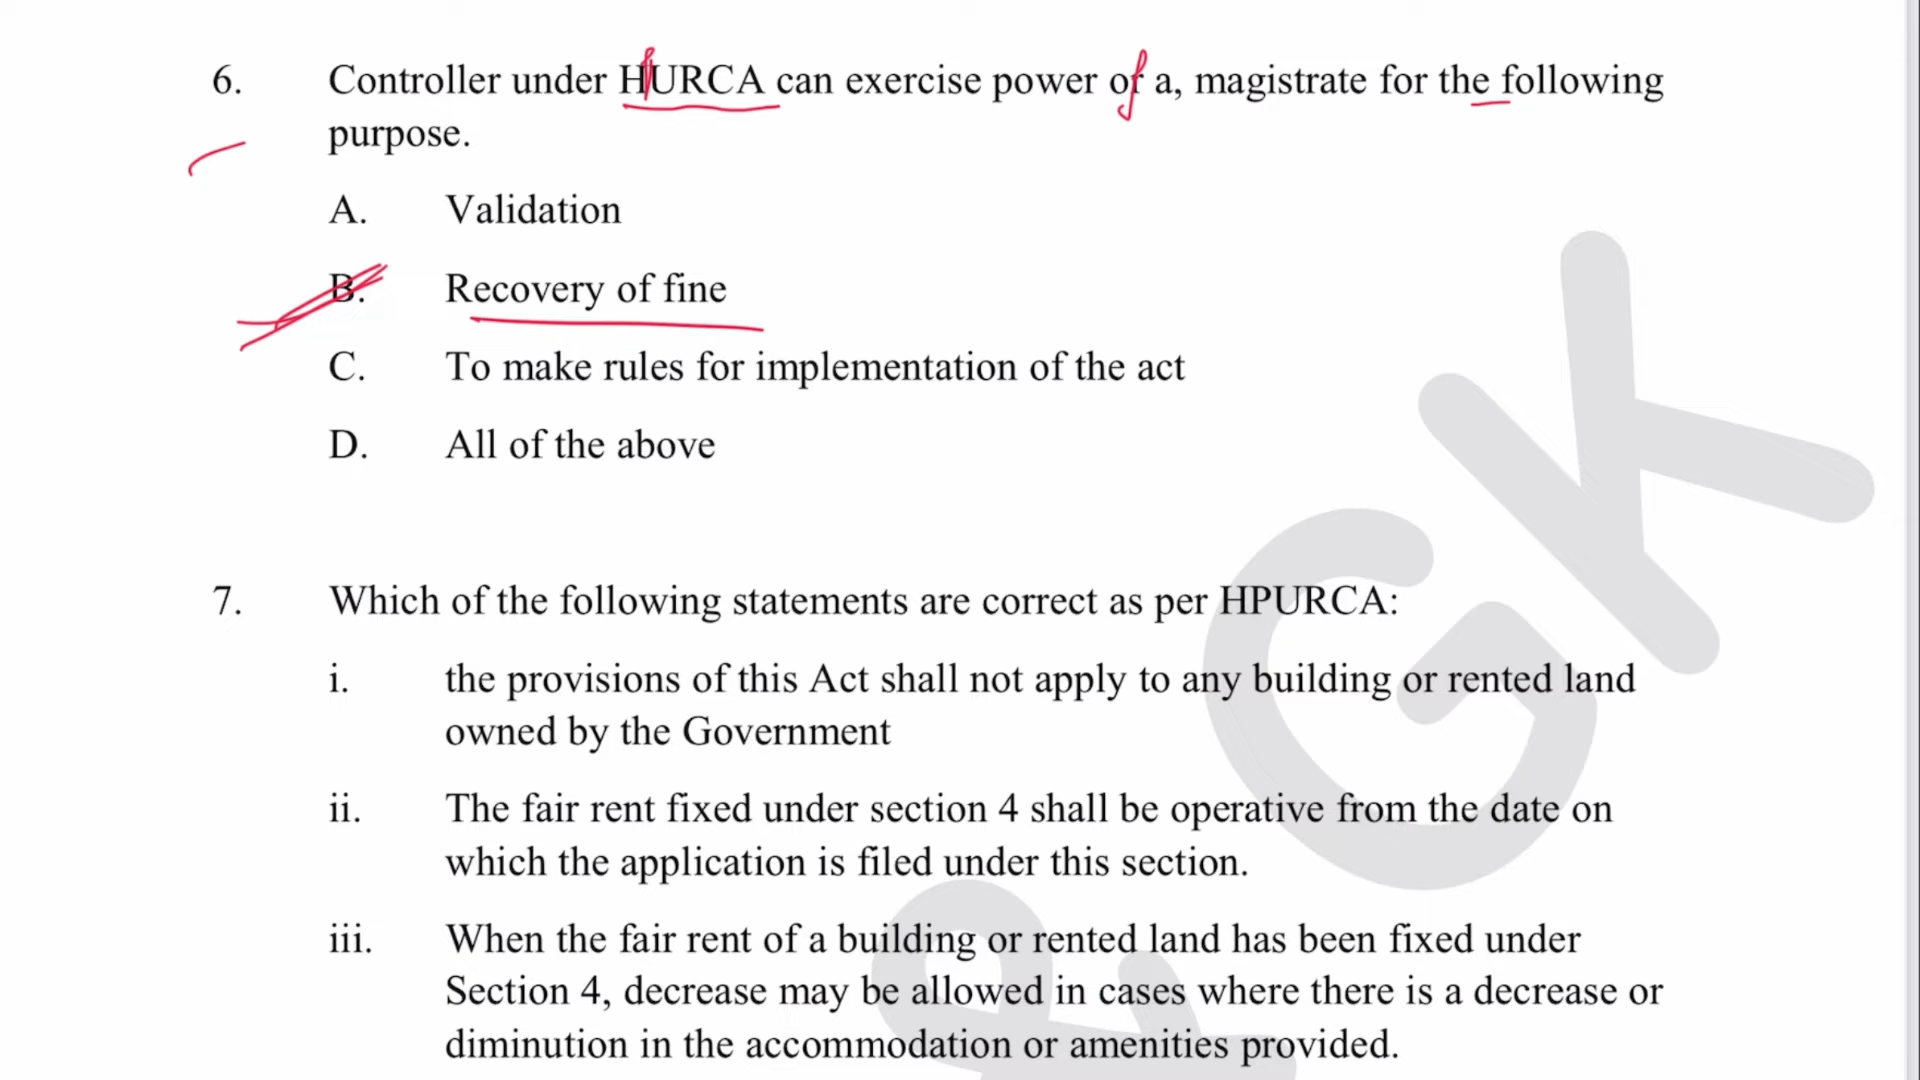 6. Controller under HURCA can exercise power of a, magistrate for the following
purpose.
A. Validation
B. Recovery of fine
C. To make rules for implementation of the act
D. All of the above
7. Which of the following statements are correct as per HPURCA:
i. the provisions of this Act shall not apply to any building or rented land
owned by the Government
ii. The fair rent fixed under section 4 shall be operative from the date on
which the application is filed under this section.
iii. When the fair rent of a building or rented land has been fixed under
Section 4, decrease may be allowed in cases where there is a decrease or
diminution in the accommodation or amenities provided.
& GK